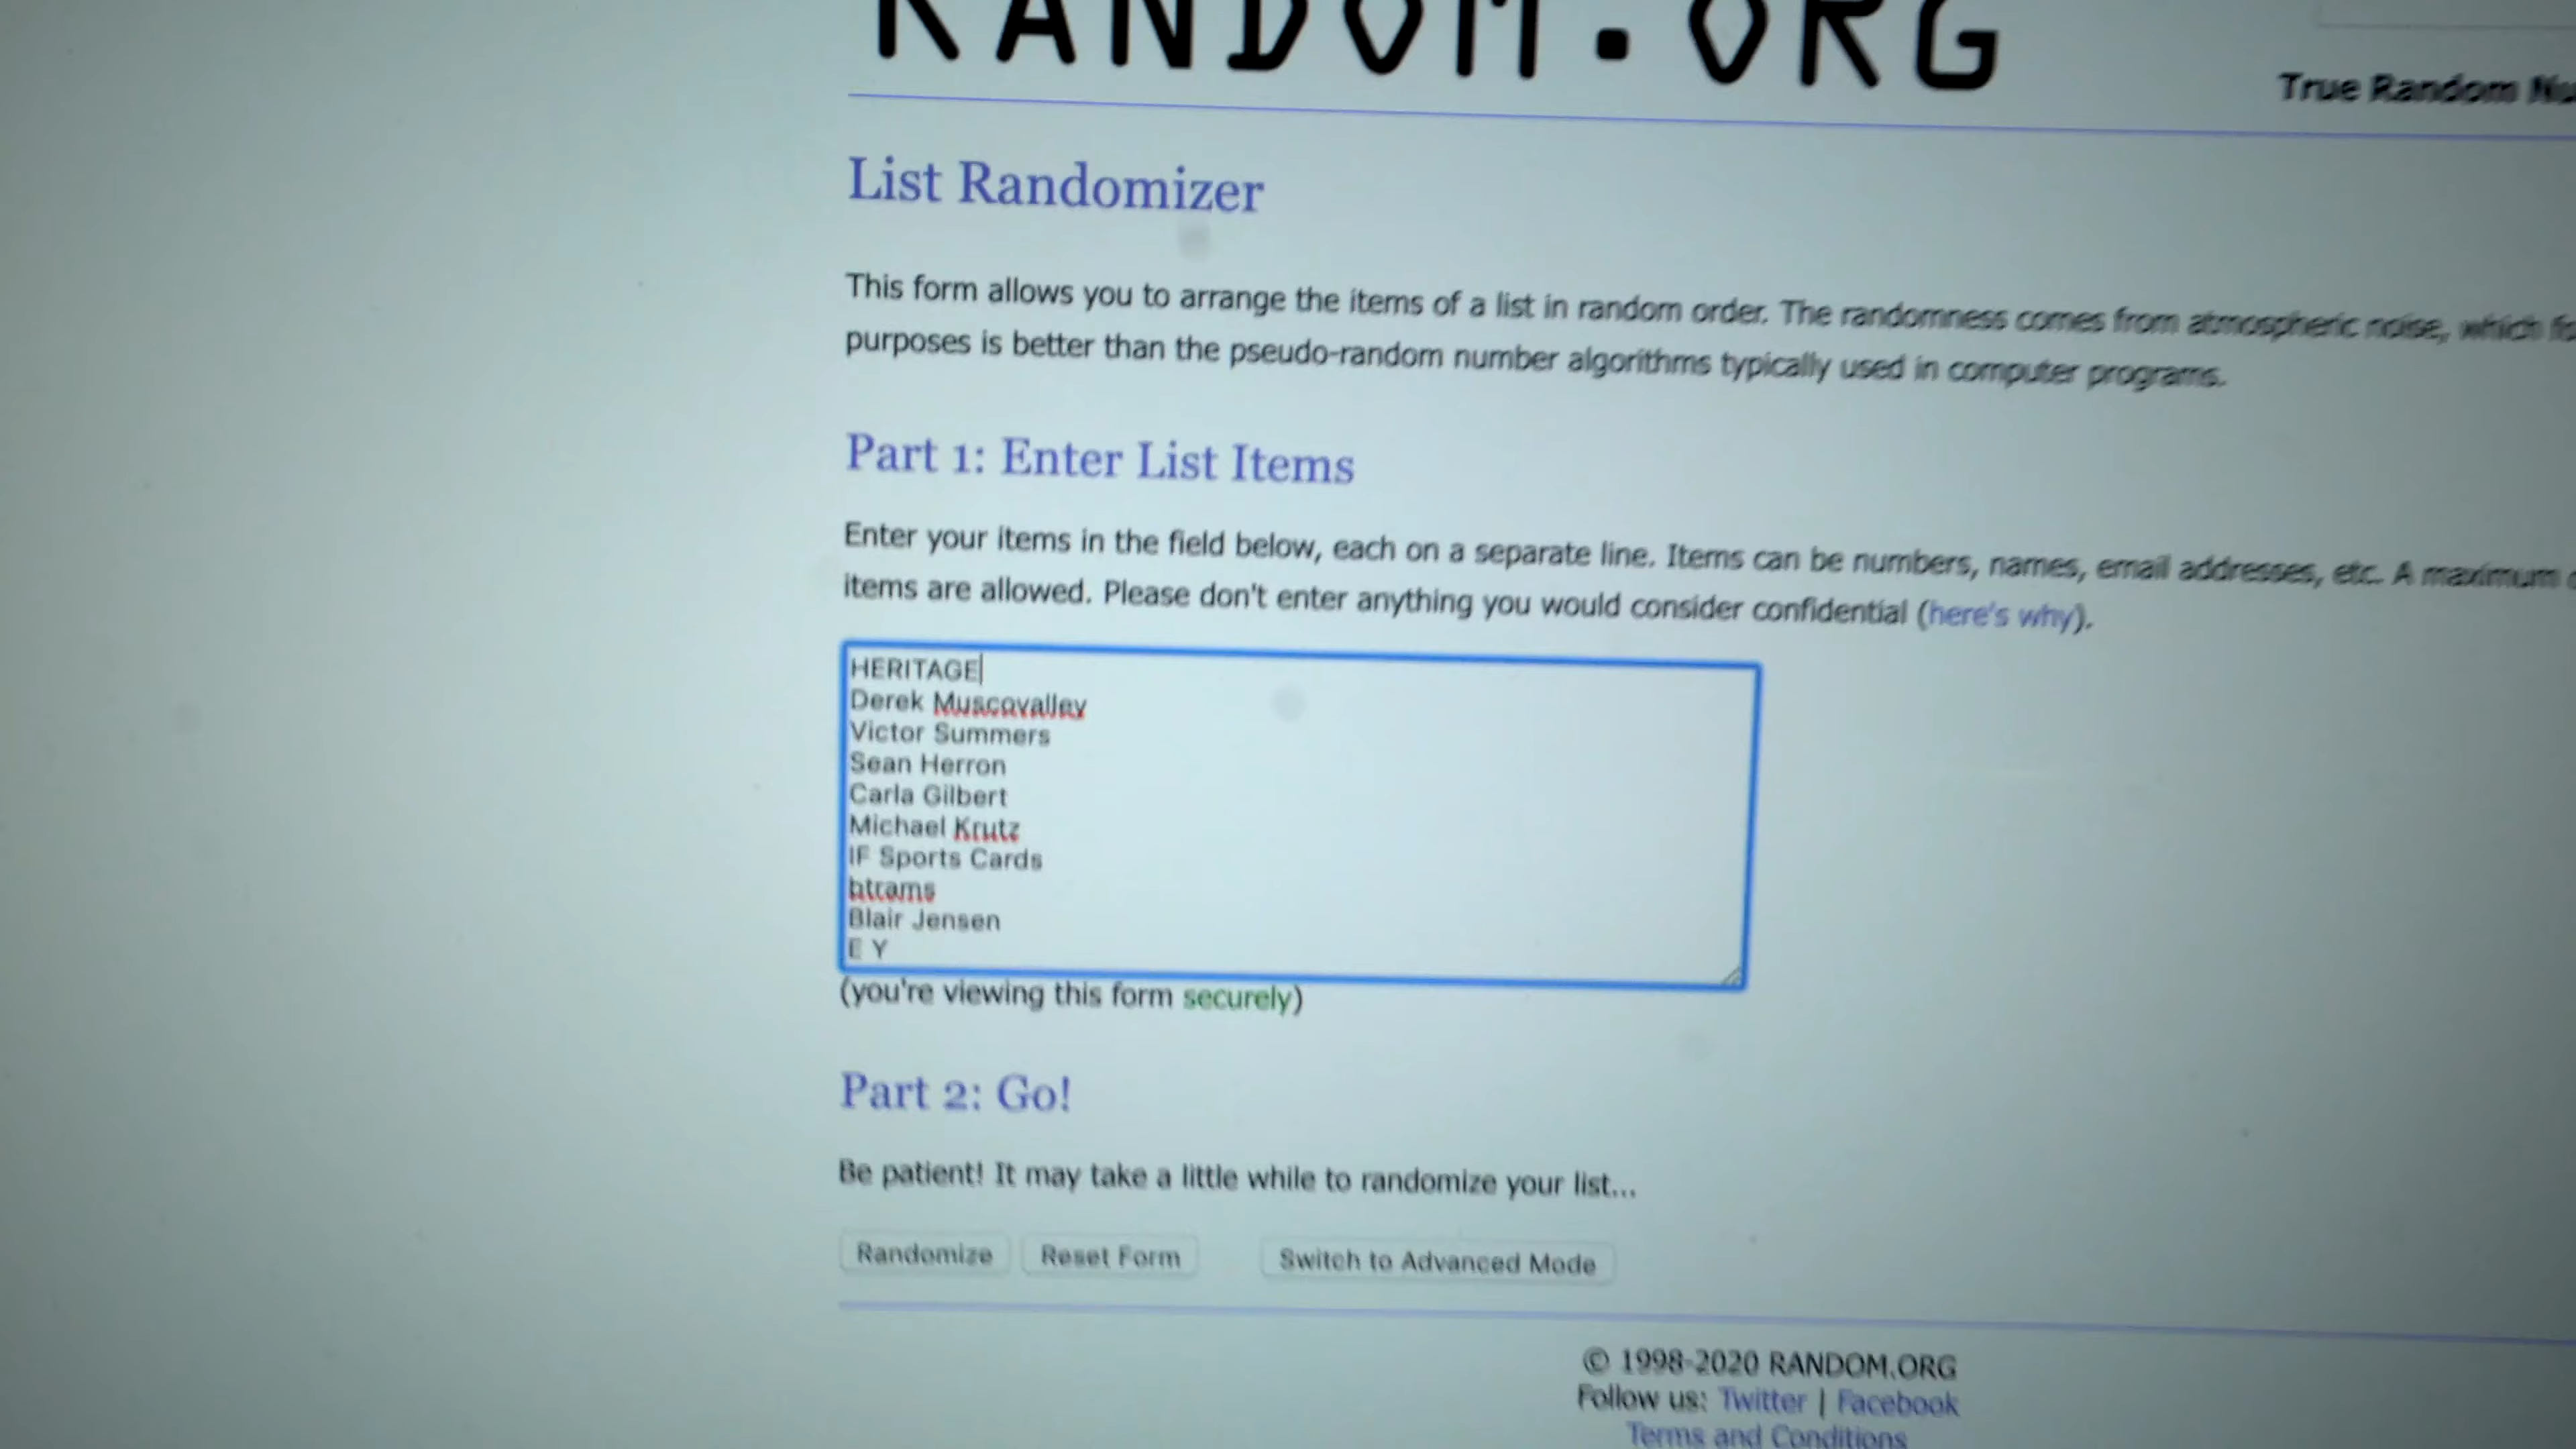 RANDOM.ORG
True Random
List Randomizer
This form allows you to arrange the items of a list in random order. The randomness comes from atmospheric noise, which
purposes is better than the pseudo-random number algorithms typically used in computer programs.
Part 1: Enter List Items
Enter your items in the field below, each on a separate line. Items can be numbers, names, email addresses, etc. A maximum
items are allowed. Please don't enter anything you would consider confidential (here's why).
HERITAGE
Derek Muscovalley
Victor Summers
Sean Herron
Carla Gilbert
Michael Krutz
IF Sports Cards
htrams
Blair Jensen
E Y
(you're viewing this form securely)
Part 2: Go!
Be patient! It may take a little while to randomize your list...
Randomize Reset Form Switch to Advanced Mode
© 1998-2020 RANDOM.ORG
Follow us: Twitter | Facebook
Terms and Conditions